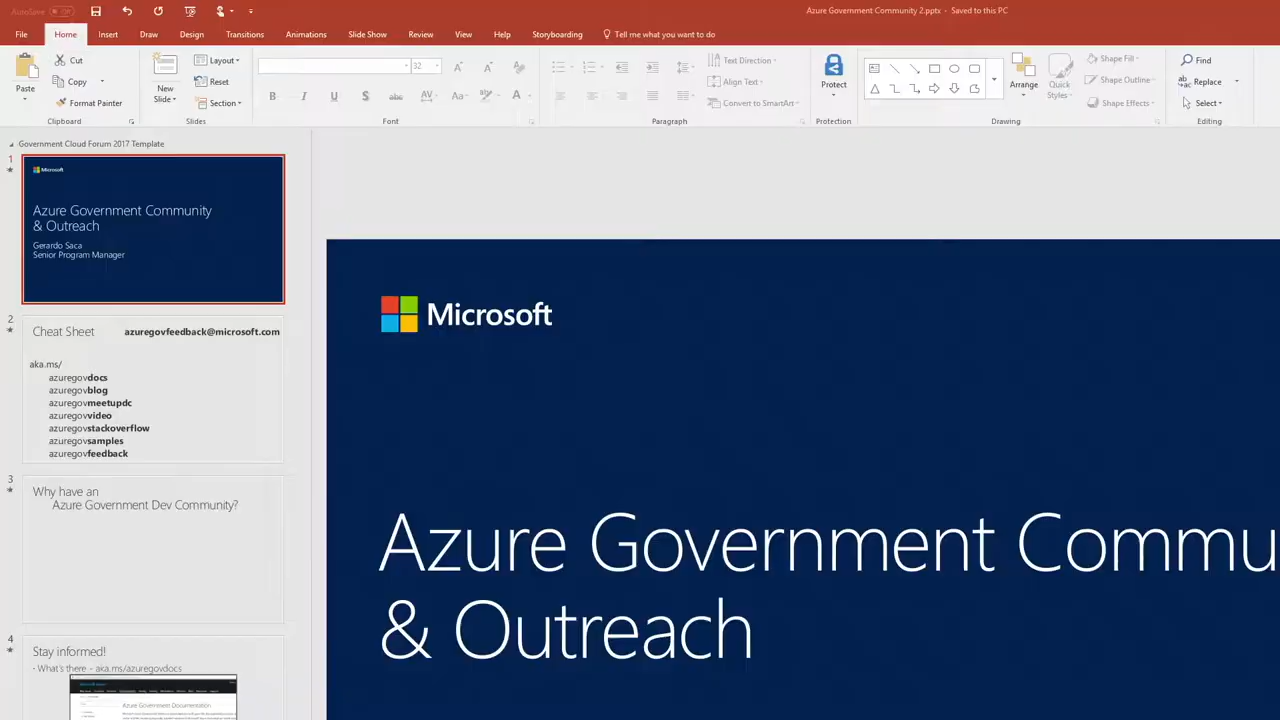 AutoSave Off
Azure Government Community 2.pptx - Saved to this PC
File Home Insert Draw Design Transitions Animations Slide Show Review View Help Storyboarding Tell me what you want to do
Paste
Cut
Copy
Format Painter
Clipboard
New
Slide
Layout
Reset
Section
Slides
32
Font
Text Direction
Align Text
Convert to SmartArt
Paragraph
Protect
Protection
Arrange
Quick
Styles
Shape Fill
Shape Outline
Shape Effects
Drawing
Find
Replace
Select
Editing
Government Cloud Forum 2017 Template
1
Microsoft
Azure Government Community
& Outreach
Gerardo Saca
Senior Program Manager
2
Cheat Sheet azuregovfeedback@microsoft.com
aka.ms/
azuregovdocs
azuregovblog
azuregovmeetupdc
azuregovvideo
azuregovstackoverflow
azuregovsamples
azuregovfeedback
3
Why have an
Azure Government Dev Community?
4
Stay informed!
• What's there - aka.ms/azuregovdocs
Azure Government Documentation
Microsoft
Azure Government Commu
& Outreach